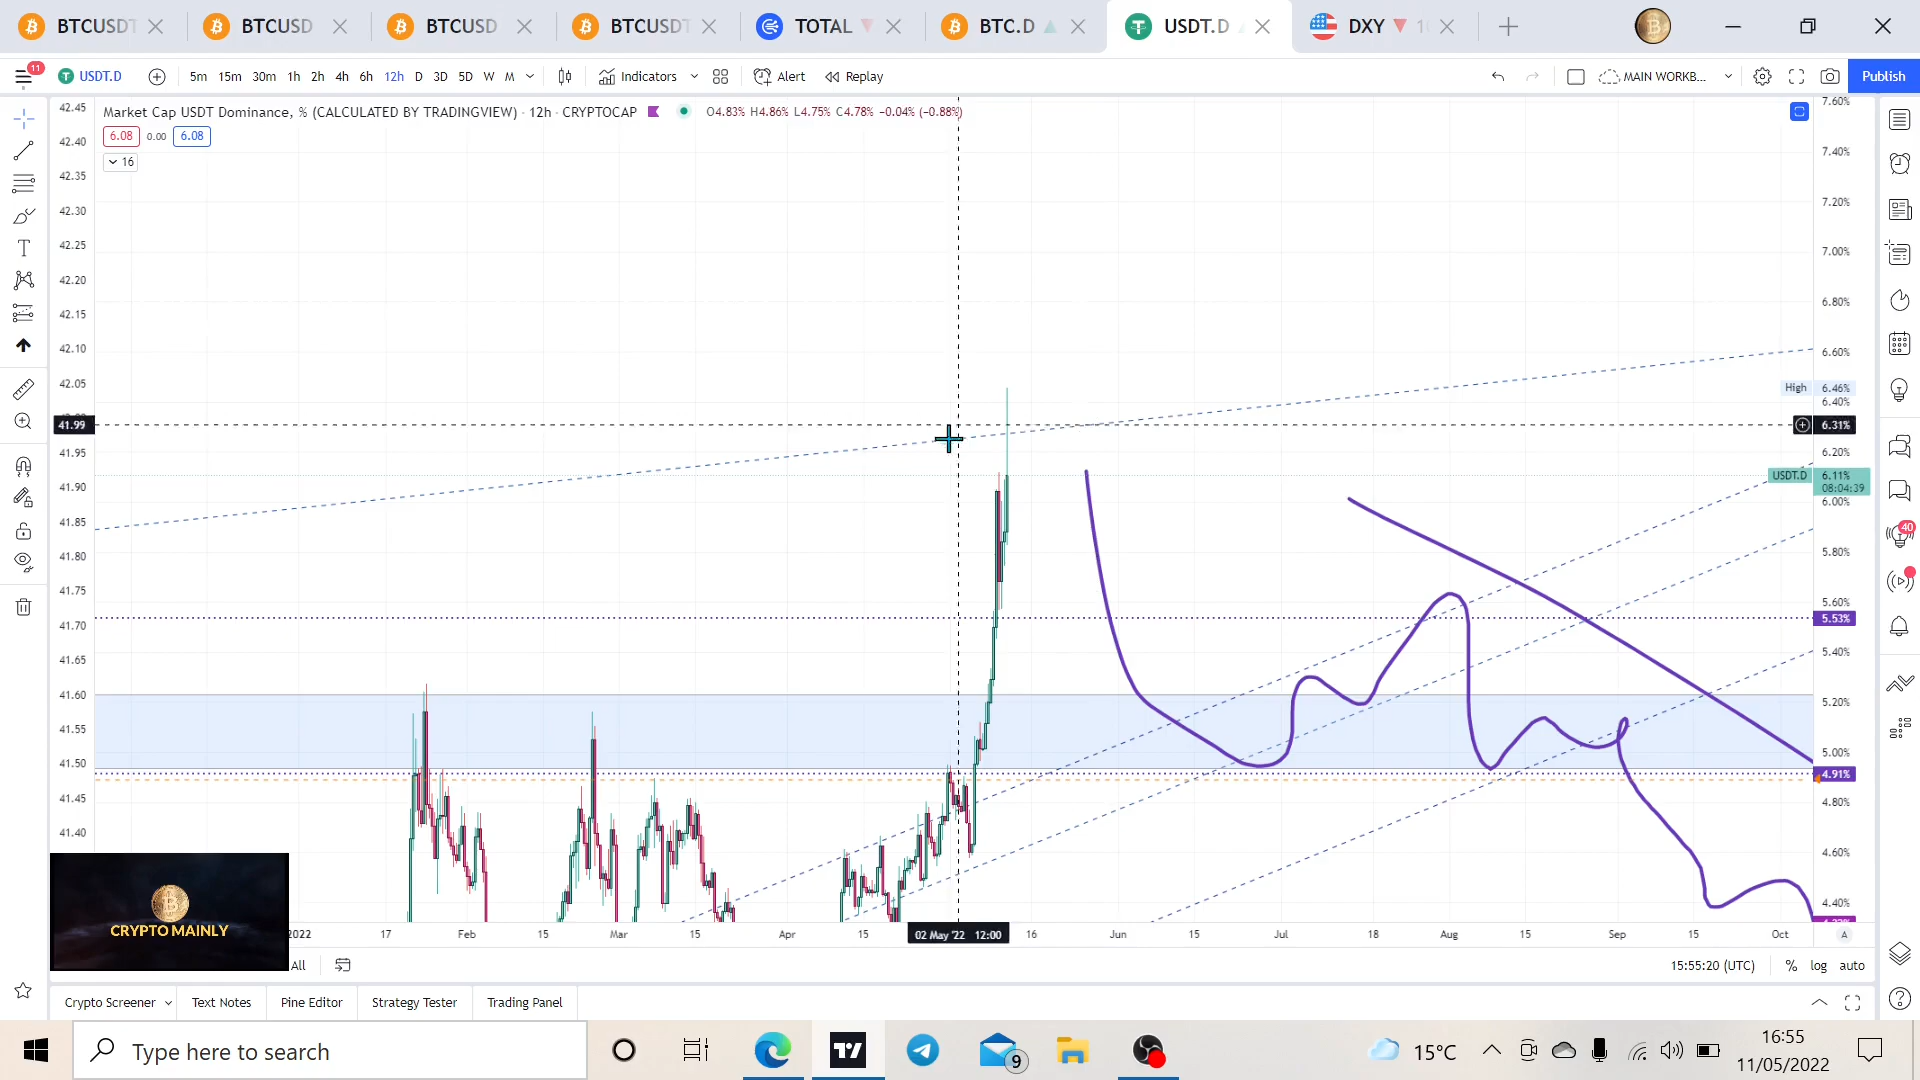 BTCUSDT
BTCUSD
BTCUSD
BTCUSDT
TOTAL
BTC.D
USDT.D
DXY
11
USDT.D
5m 15m 30m 1h 2h 4h 6h 12h D 3D 5D W M
Indicators
Alert
Replay
MAIN WORKB...
Publish
Market Cap USDT Dominance, % (CALCULATED BY TRADINGVIEW) · 12h · CRYPTOCAP
O4.83% H4.86% L4.75% C4.78% −0.04% (−0.88%)
6.08 0.00 6.08
16
42.45
42.40
42.35
42.30
42.25
42.20
42.15
42.10
42.05
41.99
41.95
41.90
41.85
41.80
41.75
41.70
41.65
41.60
41.55
41.50
41.45
41.40
7.60%
7.40%
7.20%
7.00%
6.80%
6.60%
High 6.46%
6.40%
6.31%
6.20%
USDT.D 6.11%
08:04:39
6.00%
5.80%
5.60%
5.53%
5.40%
5.20%
5.00%
4.91%
4.80%
4.60%
4.40%
40
CRYPTO MAINLY
2022 17 Feb 15 Mar 15 Apr 15 02 May '22 12:00 16 Jun 15 Jul 18 Aug 15 Sep 15 Oct A
All
15:55:20 (UTC) % log auto
Crypto Screener Text Notes Pine Editor Strategy Tester Trading Panel
Type here to search
9
15°C
16:55
11/05/2022